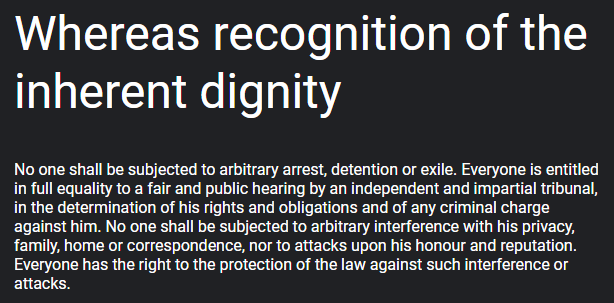 Whereas recognition of the
inherent dignity
No one shall be subjected to arbitrary arrest, detention or exile. Everyone is entitled
in full equality to a fair and public hearing by an independent and impartial tribunal,
in the determination of his rights and obligations and of any criminal charge
against him. No one shall be subjected to arbitrary interference with his privacy,
family, home or correspondence, nor to attacks upon his honour and reputation.
Everyone has the right to the protection of the law against such interference or
attacks.